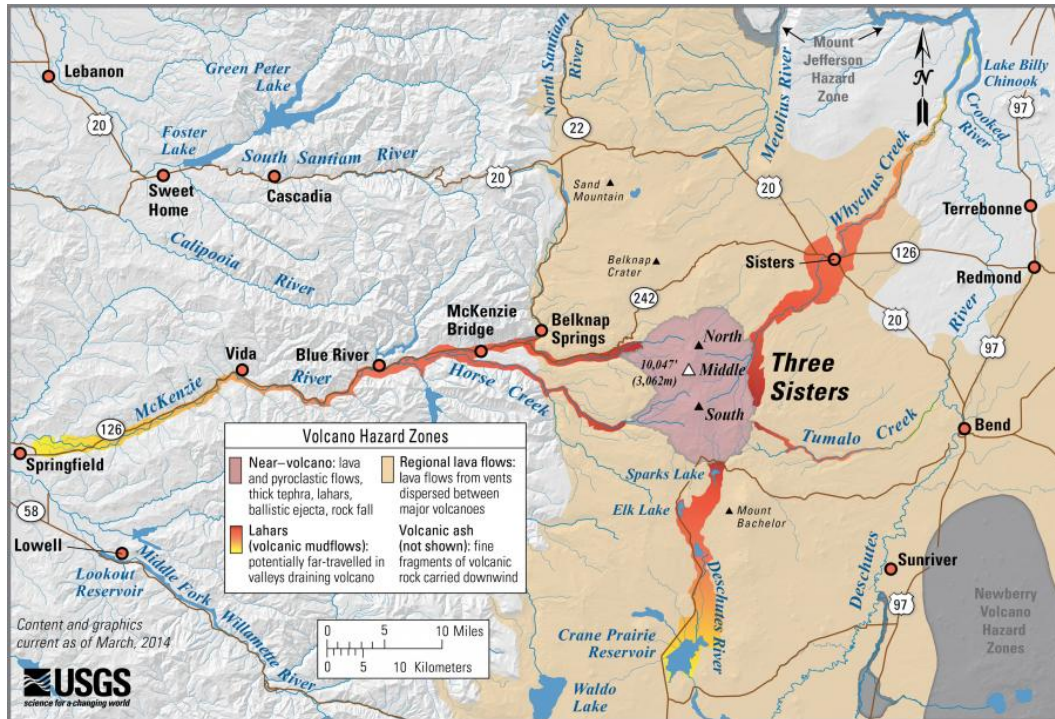 Lebanon
20
Green Peter
Lake
Foster
Lake
South Santiam River
Sweet
Home
Cascadia
20
Calipooia River
North Santiam
River
22
Metolius River
Mount
Jefferson
Hazard
Zone
N
Lake Billy
Chinook
97
Crooked
River
Whychus Creek
Sand
Mountain
20
Terrebonne
Belknap
Crater
Sisters
126
Redmond
242
20
River
97
McKenzie
Bridge
Belknap
Springs
Vida
Blue River
McKenzie
River
Horse
Creek
126
Springfield
North
10,047'
(3,062m)
Middle
South
Three
Sisters
Tumalo Creek
Bend
Volcano Hazard Zones
Near–volcano: lava
and pyroclastic flows,
thick tephra, lahars,
ballistic ejecta, rock fall
Lahars
(volcanic mudflows):
potentially far-travelled in
valleys draining volcano
Regional lava flows:
lava flows from vents
dispersed between
major volcanoes
Volcanic ash
(not shown): fine
fragments of volcanic
rock carried downwind
Sparks Lake
Elk Lake
Mount
Bachelor
58
Lowell
Lookout
Reservoir
Middle Fork
Willamette
River
Deschutes River
Deschutes
Sunriver
97
Newberry
Volcano
Hazard
Zones
Crane Prairie
Reservoir
Waldo
Lake
Content and graphics
current as of March, 2014
0 5 10 Miles
0 5 10 Kilometers
USGS
science for a changing world